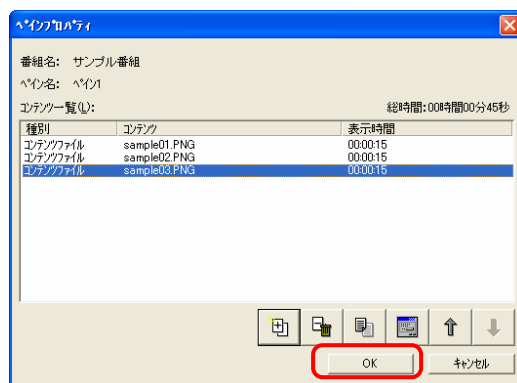 ﾍﾟｲﾝﾌﾟﾛﾊﾟﾃｨ
番組名: サンプル番組
ﾍﾟｲﾝ名: ﾍﾟｲﾝ1
ｺﾝﾃﾝﾂ一覧(L): 総時間:00時間00分45秒
種別 ｺﾝﾃﾝﾂ 表示時間
ｺﾝﾃﾝﾂﾌｧｲﾙ sample01.PNG 00:00:15
ｺﾝﾃﾝﾂﾌｧｲﾙ sample02.PNG 00:00:15
ｺﾝﾃﾝﾂﾌｧｲﾙ sample03.PNG 00:00:15
OK ｷｬﾝｾﾙ